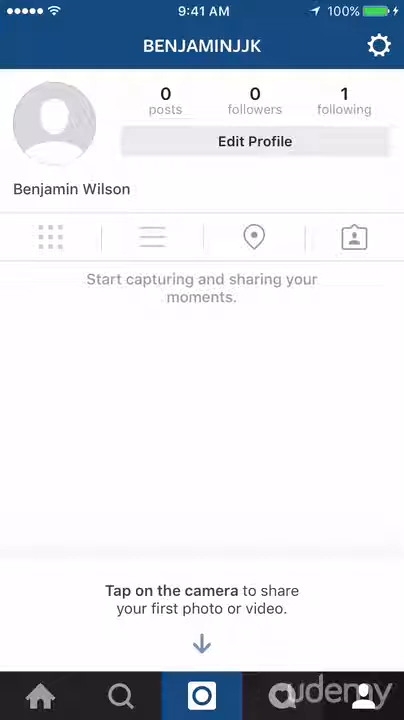 9:41 AM
100%
BENJAMINJJK
0
0
1
posts
followers
following
Edit Profile
Benjamin Wilson
Start capturing and sharing your
moments.
Tap on the camera to share
your first photo or video.
udemy